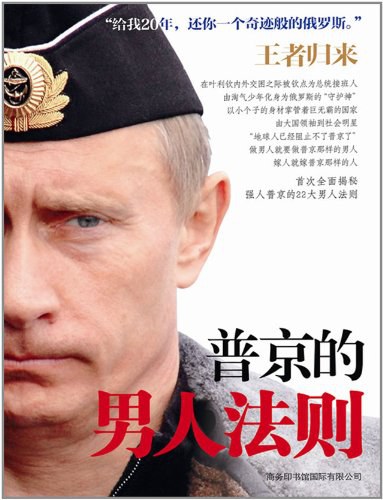 “给我20年，还你一个奇迹般的俄罗斯。”
王者归来
在叶利钦内外交困之际被钦点为总统接班人
由淘气少年化身为俄罗斯的“守护神”
以小个子的身材掌管着巨无霸的国家
由大国领袖到社会明星
“地球人已经阻止不了普京了”
做男人就要做普京那样的男人
嫁人就嫁普京那样的人
首次全面揭秘
强人普京的22大男人法则
普京的
男人法则
商务印书馆国际有限公司